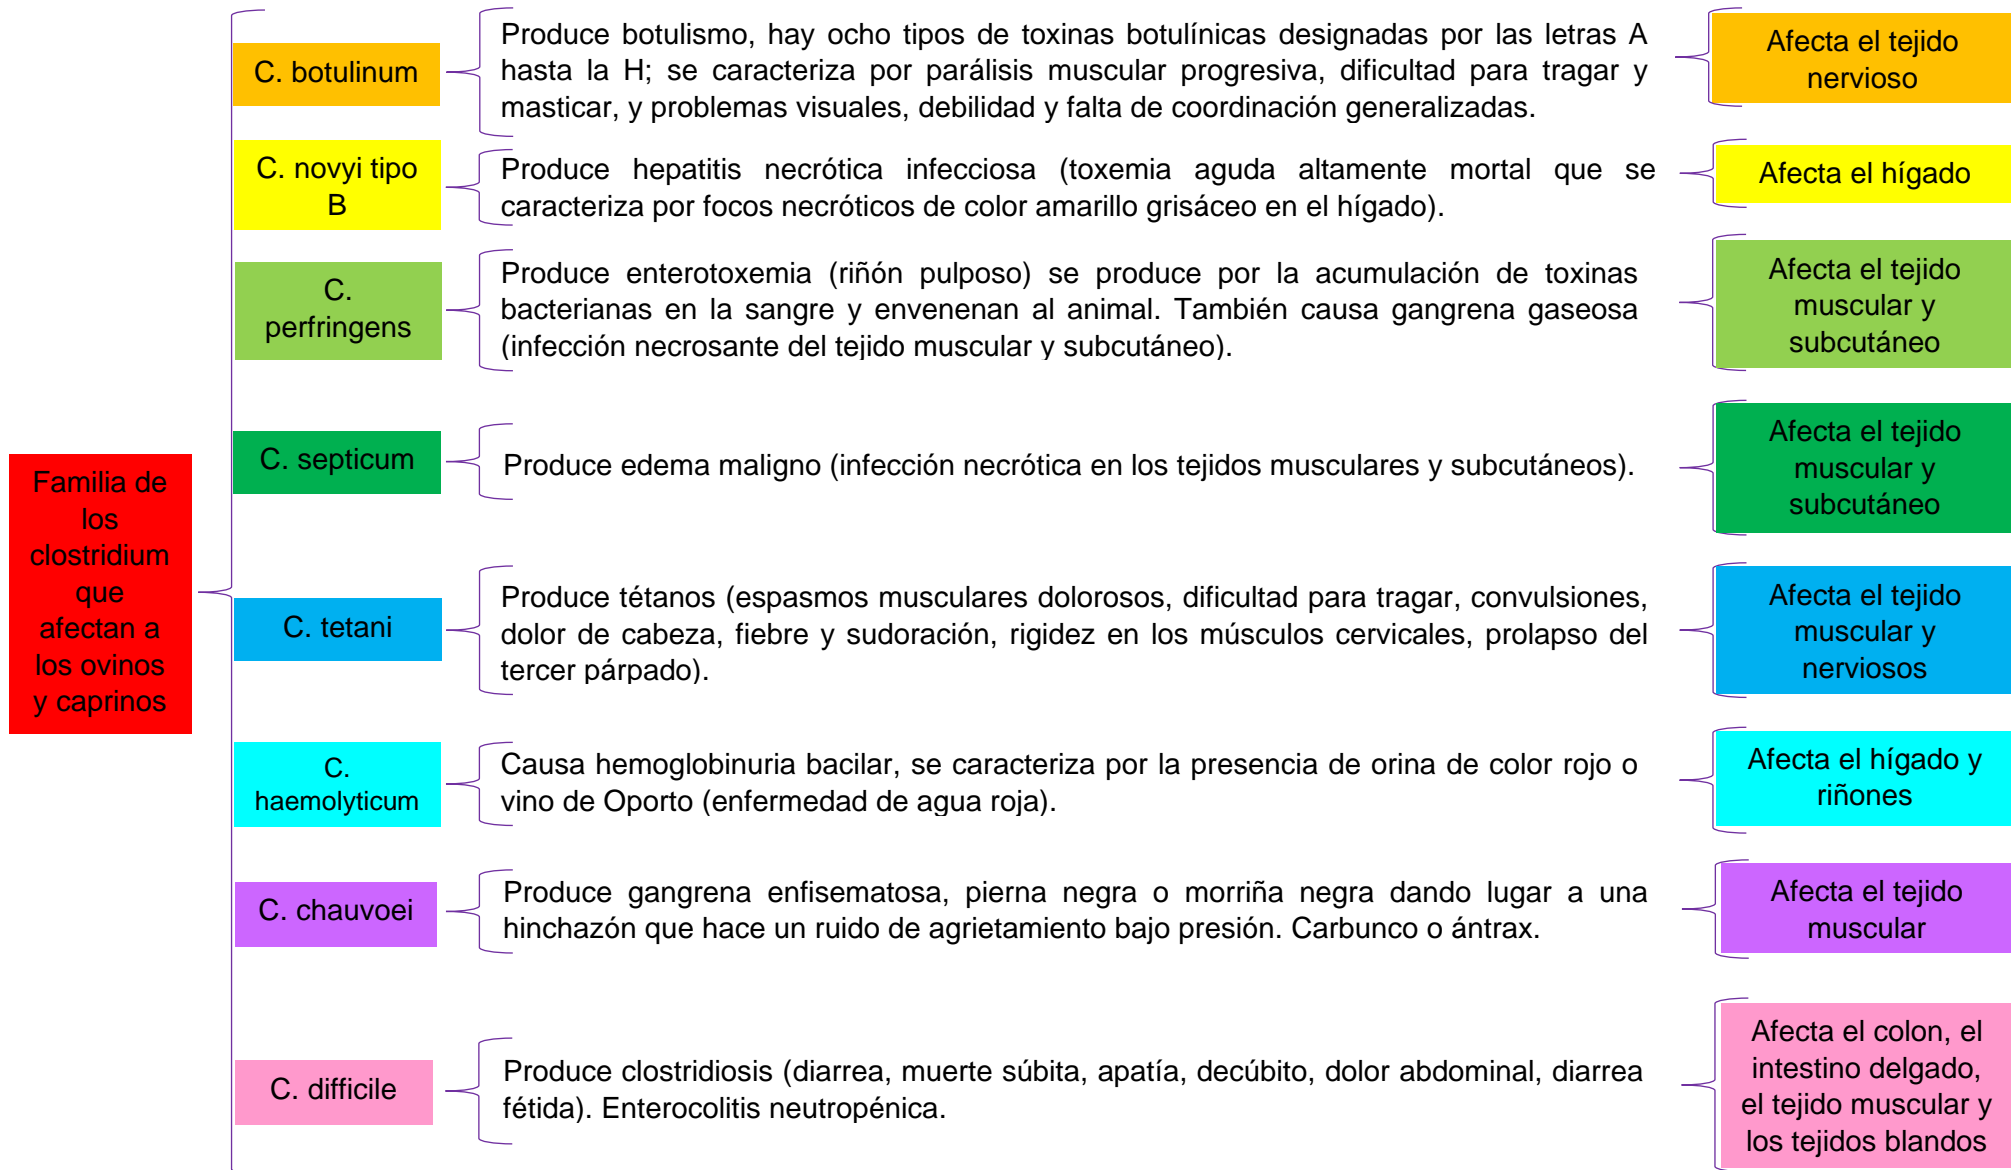 Familia de
los
clostridium
que
afectan a
los ovinos
y caprinos
C. botulinum
Produce botulismo, hay ocho tipos de toxinas botulínicas designadas por las letras A
hasta la H; se caracteriza por parálisis muscular progresiva, dificultad para tragar y
masticar, y problemas visuales, debilidad y falta de coordinación generalizadas.
Afecta el tejido
nervioso
C. novyi tipo
B
Produce hepatitis necrótica infecciosa (toxemia aguda altamente mortal que se
caracteriza por focos necróticos de color amarillo grisáceo en el hígado).
Afecta el hígado
C.
perfringens
Produce enterotoxemia (riñón pulposo) se produce por la acumulación de toxinas
bacterianas en la sangre y envenenan al animal. También causa gangrena gaseosa
(infección necrosante del tejido muscular y subcutáneo).
Afecta el tejido
muscular y
subcutáneo
C. septicum
Produce edema maligno (infección necrótica en los tejidos musculares y subcutáneos).
Afecta el tejido
muscular y
subcutáneo
C. tetani
Produce tétanos (espasmos musculares dolorosos, dificultad para tragar, convulsiones,
dolor de cabeza, fiebre y sudoración, rigidez en los músculos cervicales, prolapso del
tercer párpado).
Afecta el tejido
muscular y
nerviosos
C.
haemolyticum
Causa hemoglobinuria bacilar, se caracteriza por la presencia de orina de color rojo o
vino de Oporto (enfermedad de agua roja).
Afecta el hígado y
riñones
C. chauvoei
Produce gangrena enfisematosa, pierna negra o morriña negra dando lugar a una
hinchazón que hace un ruido de agrietamiento bajo presión. Carbunco o ántrax.
Afecta el tejido
muscular
C. difficile
Produce clostridiosis (diarrea, muerte súbita, apatía, decúbito, dolor abdominal, diarrea
fétida). Enterocolitis neutropénica.
Afecta el colon, el
intestino delgado,
el tejido muscular y
los tejidos blandos